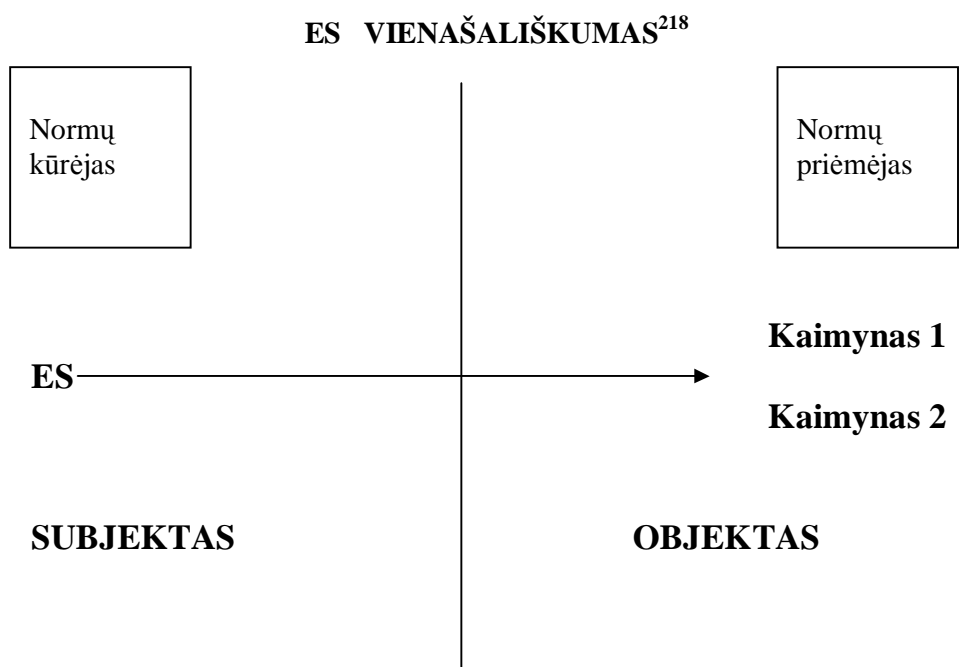 ES VIENAŠALIŠKUMAS218
Normų
kūrėjas
Normų
priėmėjas
Kaimynas 1
ES
Kaimynas 2
SUBJEKTAS
OBJEKTAS